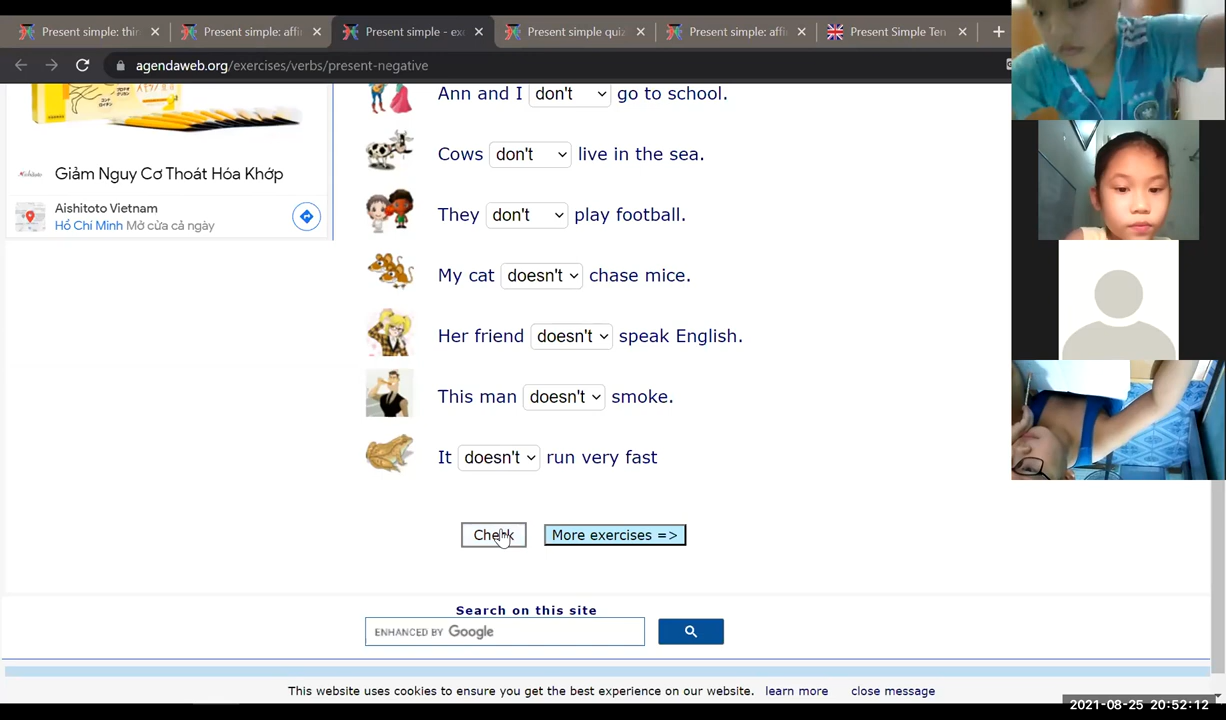 Present simple: thir
Present simple: affi
Present simple - exe
Present simple quiz
Present simple: affi
Present Simple Ten
agendaweb.org/exercises/verbs/present-negative
Giảm Nguy Cơ Thoát Hóa Khớp
Aishitoto Vietnam
Hồ Chí Minh Mở cửa cả ngày
Ann and I don't go to school.
Cows don't live in the sea.
They don't play football.
My cat doesn't chase mice.
Her friend doesn't speak English.
This man doesn't smoke.
It doesn't run very fast
Check
More exercises =>
Search on this site
ENHANCED BY Google
This website uses cookies to ensure you get the best experience on our website. learn more close message
2021-08-25 20:52:12